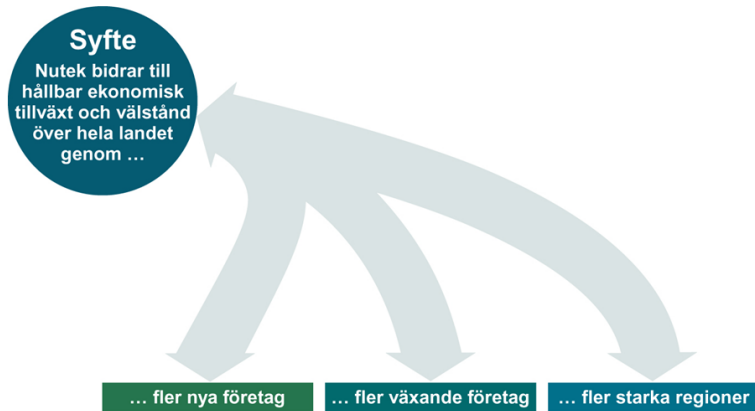 Syfte
Nutek bidrar till
hållbar ekonomisk
tillväxt och välstånd
över hela landet
genom …
… fler nya företag
… fler växande företag
… fler starka regioner